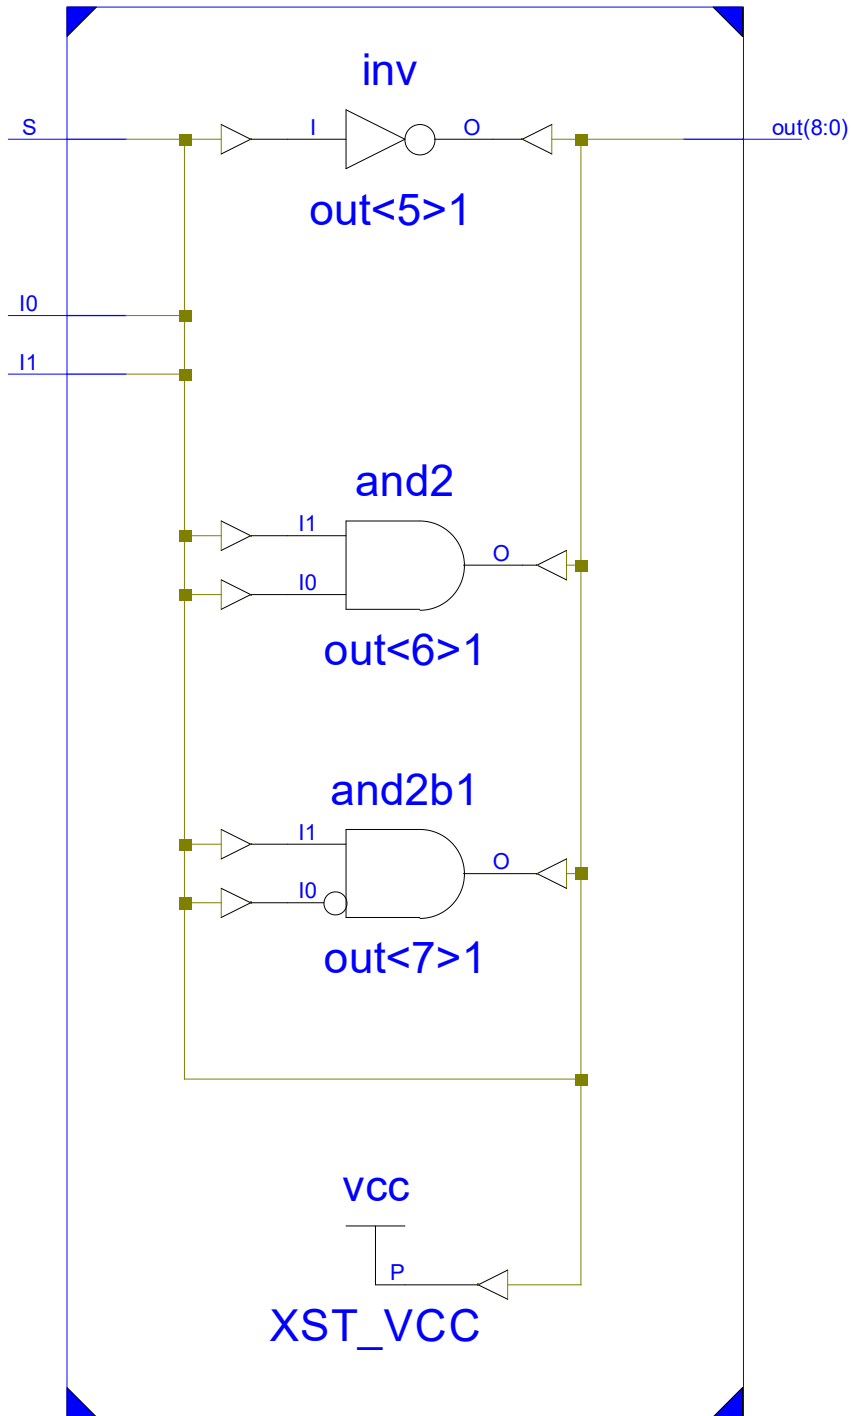 inv
S
I
O
out(8:0)
out<5>1
I0
I1
and2
I1
O
I0
out<6>1
and2b1
I1
O
I0
out<7>1
vcc
P
XST_VCC